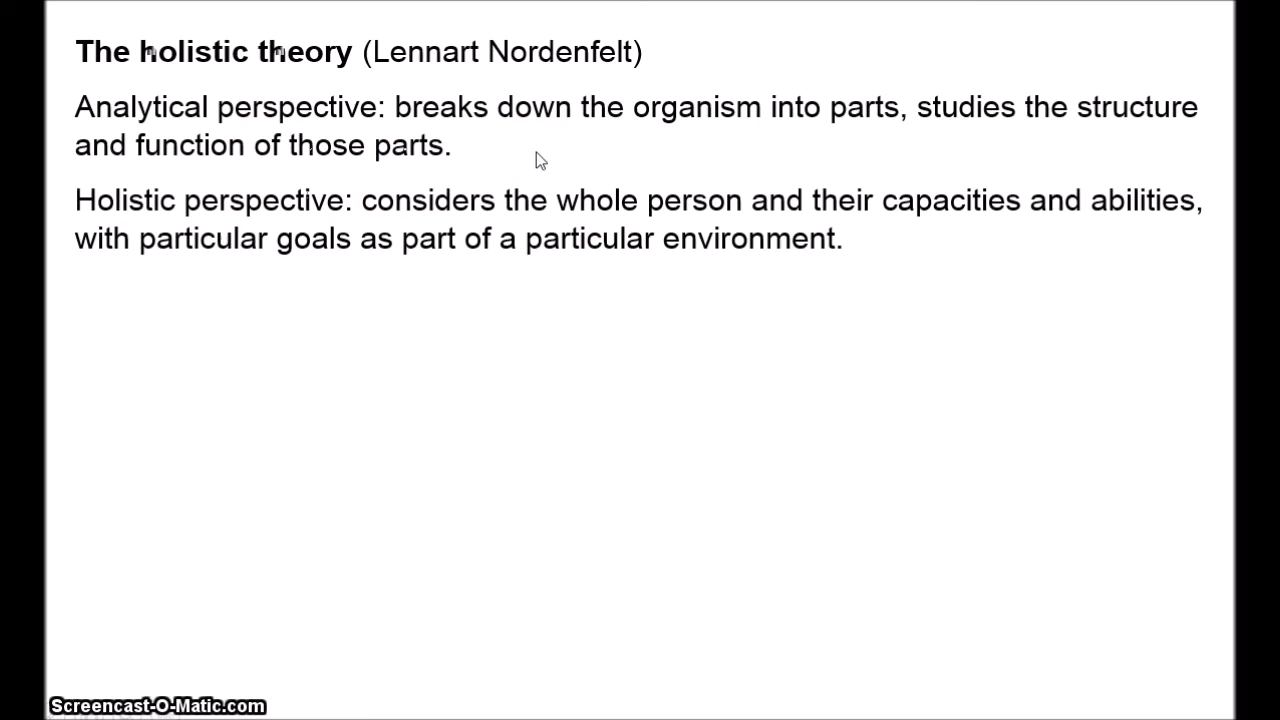 The holistic theory (Lennart Nordenfelt)
Analytical perspective: breaks down the organism into parts, studies the structure
and function of those parts.
Holistic perspective: considers the whole person and their capacities and abilities,
with particular goals as part of a particular environment.
Screencast-O-Matic.com